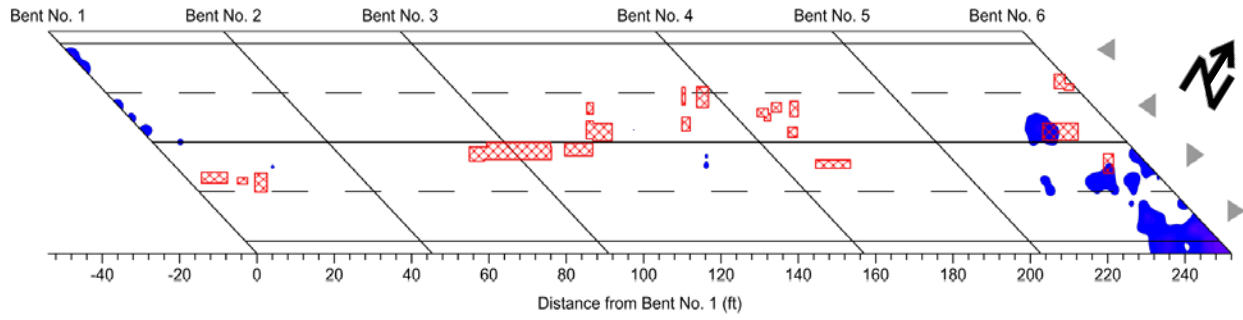 Bent No. 1 Bent No. 2 Bent No. 3 Bent No. 4 Bent No. 5 Bent No. 6
N
-40 -20 0 20 40 60 80 100 120 140 160 180 200 220 240
Distance from Bent No. 1 (ft)